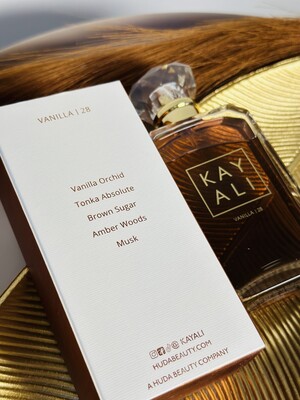 VANILLA | 28
Vanilla Orchid
Tonka Absolute
Brown Sugar
Amber Woods
Musk
KAYALI
HUDABEAUTY.COM
A HUDA BEAUTY COMPANY
KAY
ALI
VANILLA | 28